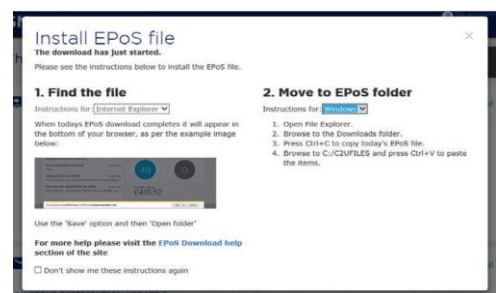 Install EPoS file
The download has just started.
Please see the instructions below to install the EPoS file.
1. Find the file
Instructions for: Internet Explorer
When todays EPoS download completes it will appear
in the bottom of your browser, as per the example image
below:
49
0
Use the 'Save' option and then 'Open folder'
For more help please visit the EPoS Download help
section of the site
Don't show me these instructions again
2. Move to EPoS folder
Instructions for: Windows
1. Open File Explorer.
2. Browse to the Downloads folder.
3. Press Ctrl+C to copy today's EPoS file.
4. Browse to C:/C2UFILES and press Ctrl+V to paste
the items.